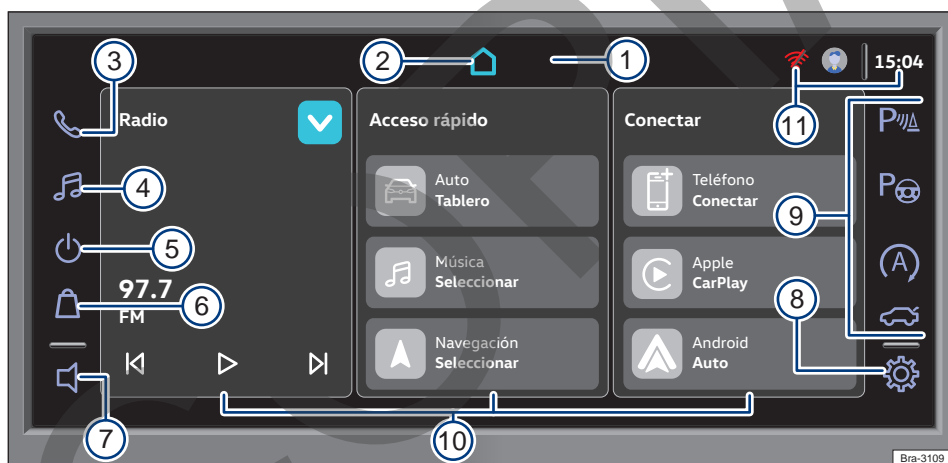 3
2
1
15:04
11
Radio
Acceso rápido
Conectar
4
Auto
Tablero
Teléfono
Conectar
9
5
97.7
FM
6
Música
Seleccionar
Apple
CarPlay
8
Navegación
Seleccionar
Android
Auto
7
10
Bra-3109